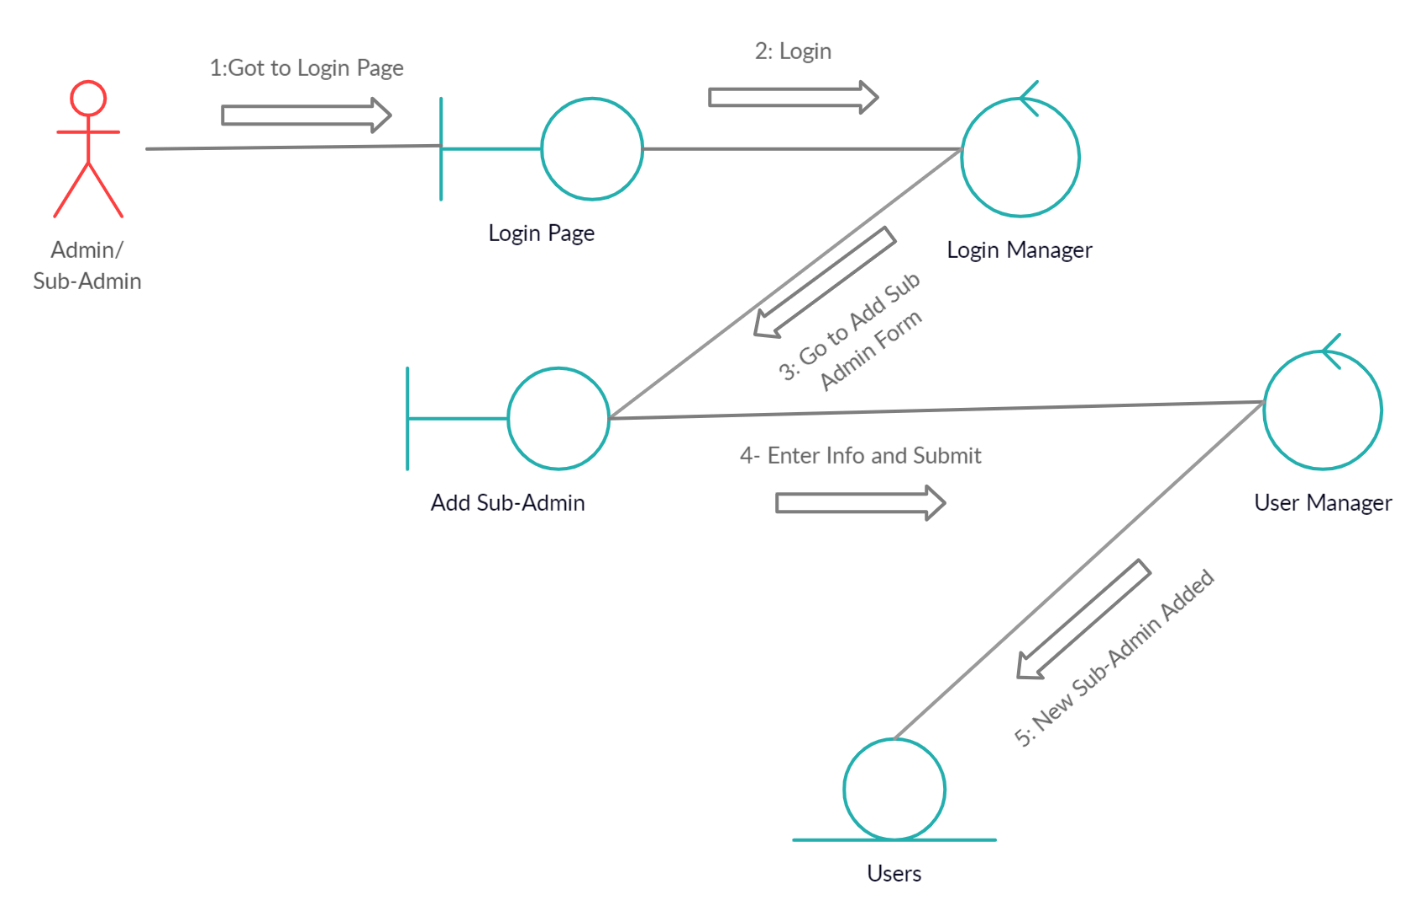 1:Got to Login Page
2: Login
Login Page
Admin/
Sub-Admin
Login Manager
3: Go to Add Sub
Admin Form
4- Enter Info and Submit
Add Sub-Admin
User Manager
5: New Sub-Admin Added
Users